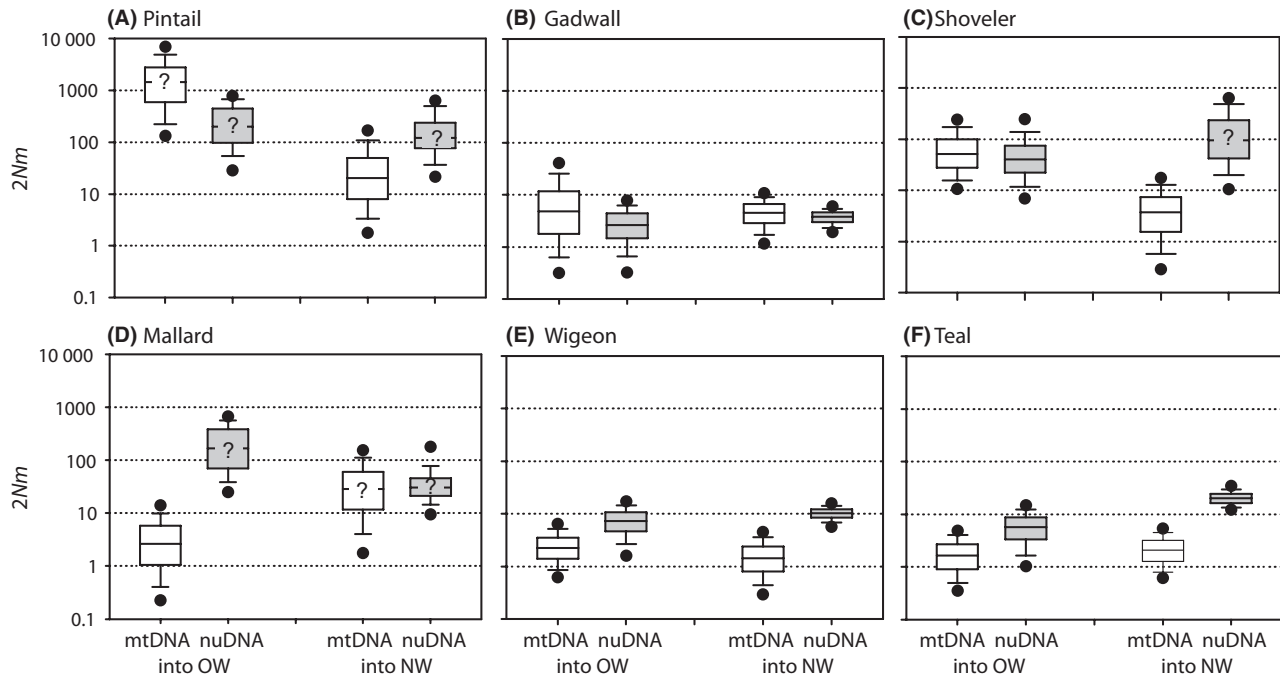 (A) Pintail
(B) Gadwall
(C) Shoveler
10 000
1000
100
10
1
0.1
2Nm
? ? ?
?
(D) Mallard
(E) Wigeon
(F) Teal
10 000
1000
100
10
1
0.1
2Nm
? ? ?
mtDNA nuDNA mtDNA nuDNA
into OW into NW
mtDNA nuDNA mtDNA nuDNA
into OW into NW
mtDNA nuDNA mtDNA nuDNA
into OW into NW